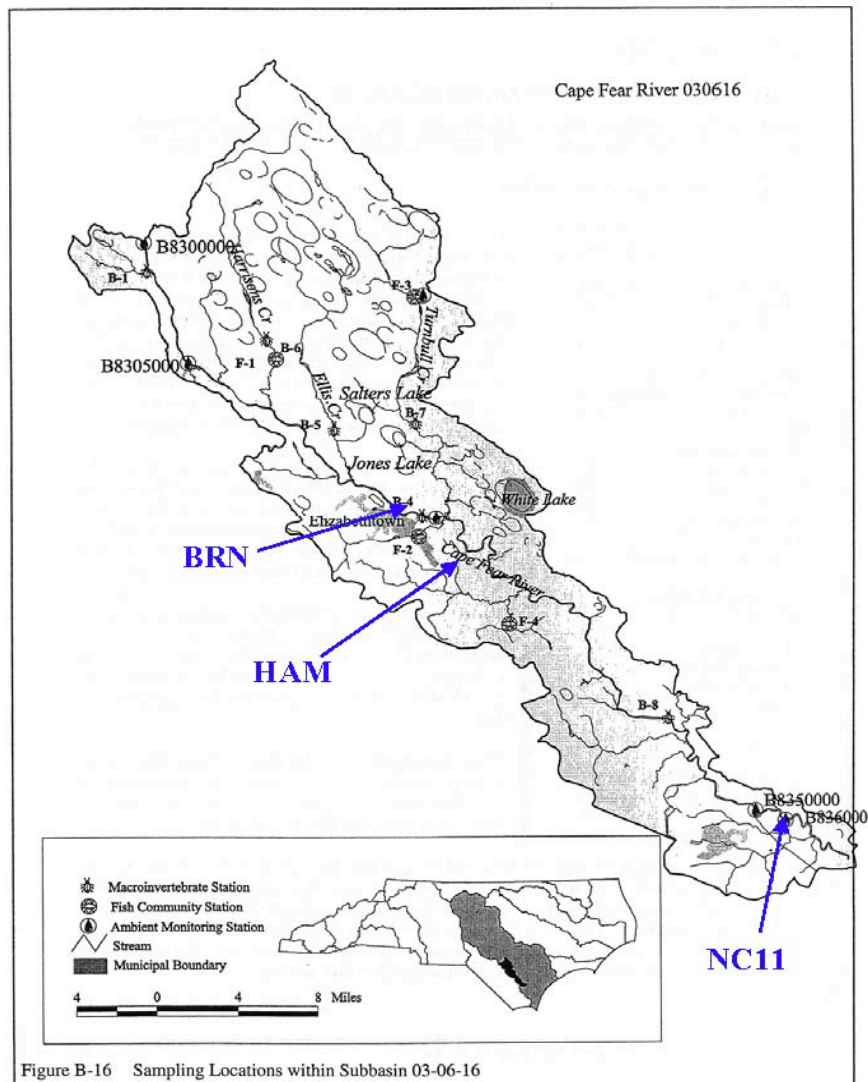 Cape Fear River 030616
B8300000
B-1
Harrisons Cr
F-3
Turnbull Cr
B8305000
F-1
B-6
Ellis Cr
Salters Lake
B-5
B-7
Jones Lake
White Lake
B-4
Elizabethtown
BRN
F-2
Cape Fear River
HAM
F-4
B-8
B8350000
B836000
NC11
Macroinvertebrate Station
Fish Community Station
Ambient Monitoring Station
Stream
Municipal Boundary
4 0 4 8 Miles
Figure B-16 Sampling Locations within Subbasin 03-06-16